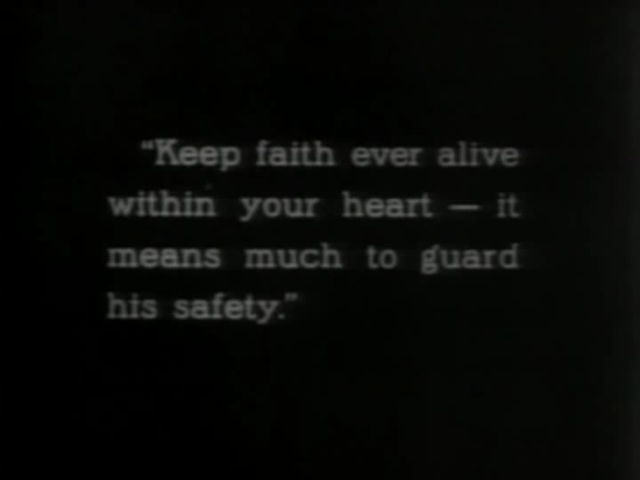 “Keep faith ever alive
within your heart — it
means much to guard
his safety.”